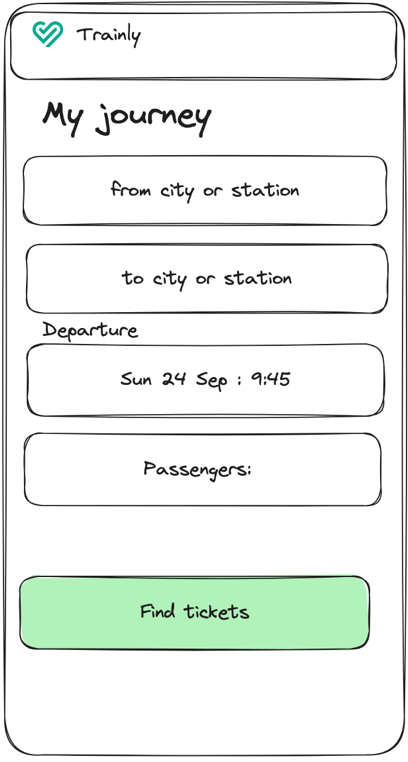 Trainly
My journey
from city or station
to city or station
Departure
Sun 24 Sep : 9:45
Passengers:
Find tickets